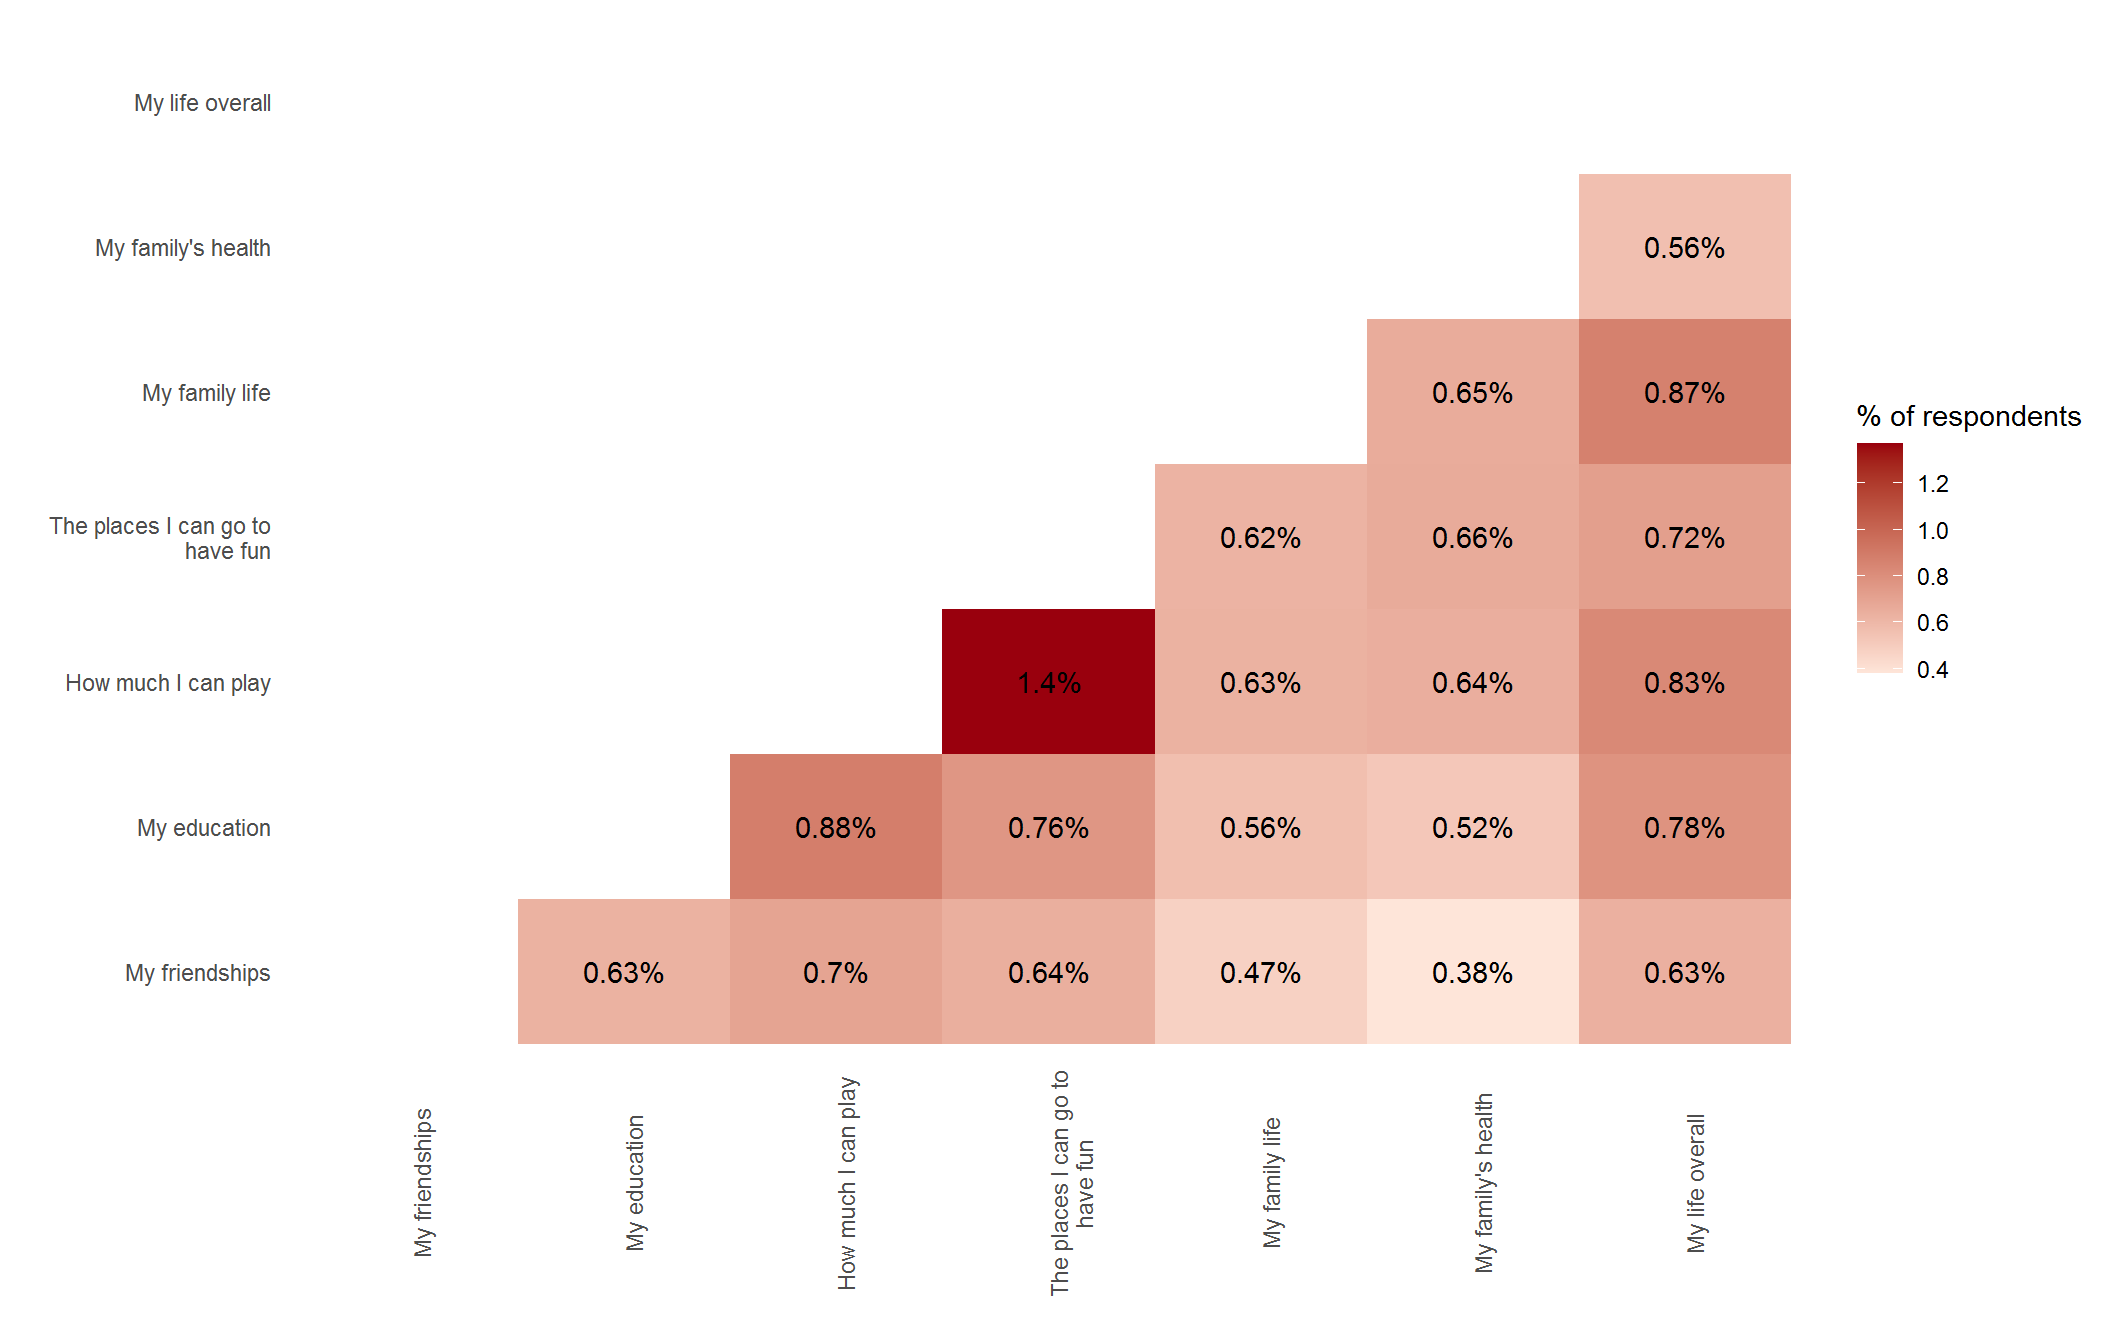 My life overall
My family's health
0.56%
My family life
0.65%
0.87%
% of respondents
1.2
1.0
0.8
0.6
0.4
The places I can go to
have fun
0.62%
0.66%
0.72%
How much I can play
1.4%
0.63%
0.64%
0.83%
My education
0.88%
0.76%
0.56%
0.52%
0.78%
My friendships
0.63%
0.7%
0.64%
0.47%
0.38%
0.63%
My friendships
My education
How much I can play
The places I can go to
have fun
My family life
My family's health
My life overall